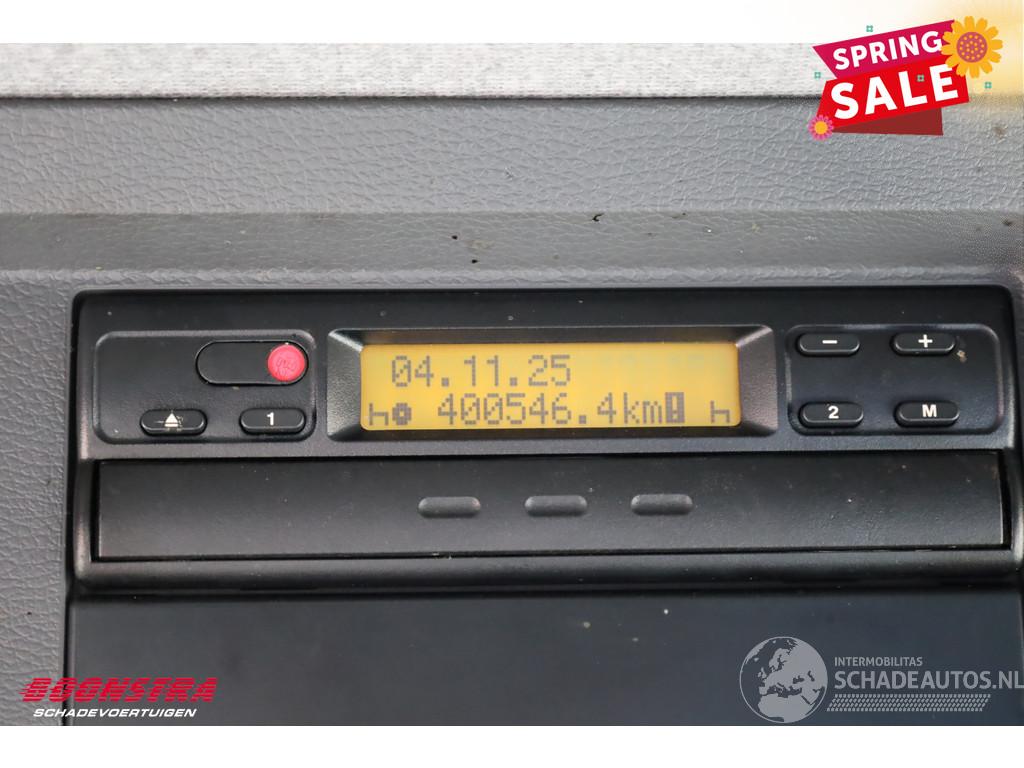 SPRING
SALE
04.11.25
h 400546.4km h
1
− +
2 M
BOONSTRA
SCHADEVOERTUIGEN
INTERMOBILITAS
SCHADEAUTOS.NL